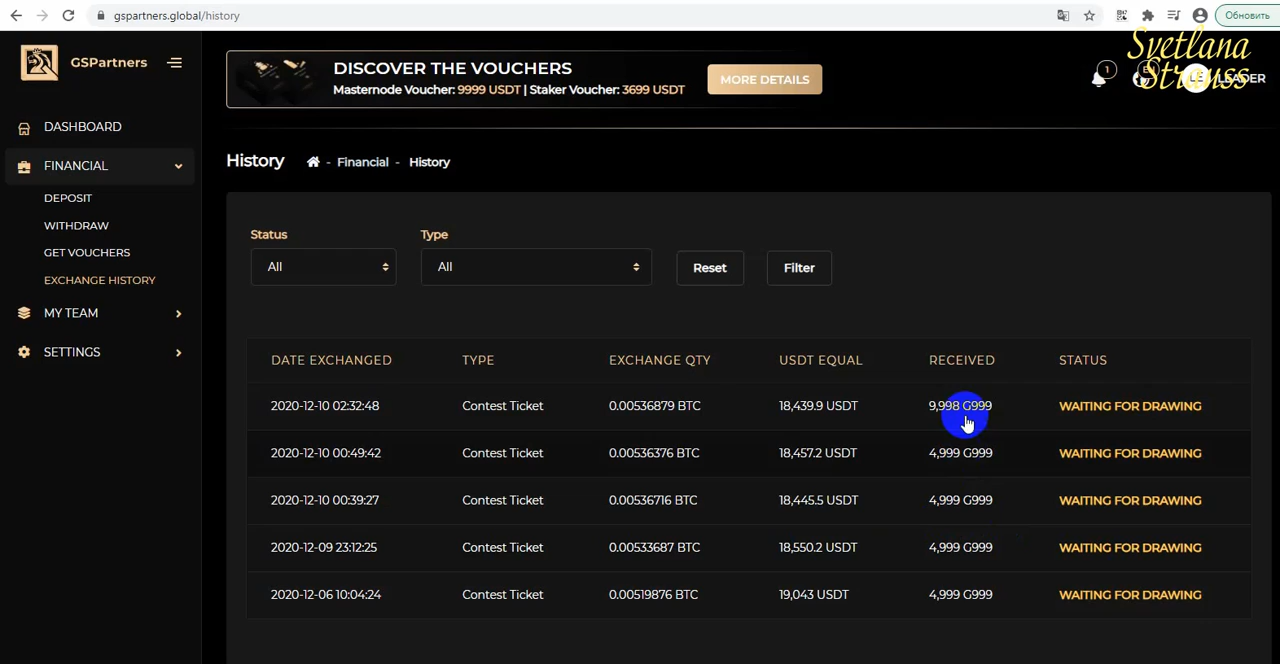 gspartners.global/history
Обновить
GSPartners
DISCOVER THE VOUCHERS
Masternode Voucher: 9999 USDT | Staker Voucher: 3699 USDT
MORE DETAILS
1
LEADER
Svetlana
Strauss
DASHBOARD
FINANCIAL
DEPOSIT
WITHDRAW
GET VOUCHERS
EXCHANGE HISTORY
MY TEAM
SETTINGS
History - Financial - History
Status Type
All All Reset Filter
DATE EXCHANGED TYPE EXCHANGE QTY USDT EQUAL RECEIVED STATUS
2020-12-10 02:32:48 Contest Ticket 0.00536879 BTC 18,439.9 USDT 9,998 G999 WAITING FOR DRAWING
2020-12-10 00:49:42 Contest Ticket 0.00536376 BTC 18,457.2 USDT 4,999 G999 WAITING FOR DRAWING
2020-12-10 00:39:27 Contest Ticket 0.00536716 BTC 18,445.5 USDT 4,999 G999 WAITING FOR DRAWING
2020-12-09 23:12:25 Contest Ticket 0.00533687 BTC 18,550.2 USDT 4,999 G999 WAITING FOR DRAWING
2020-12-06 10:04:24 Contest Ticket 0.00519876 BTC 19,043 USDT 4,999 G999 WAITING FOR DRAWING